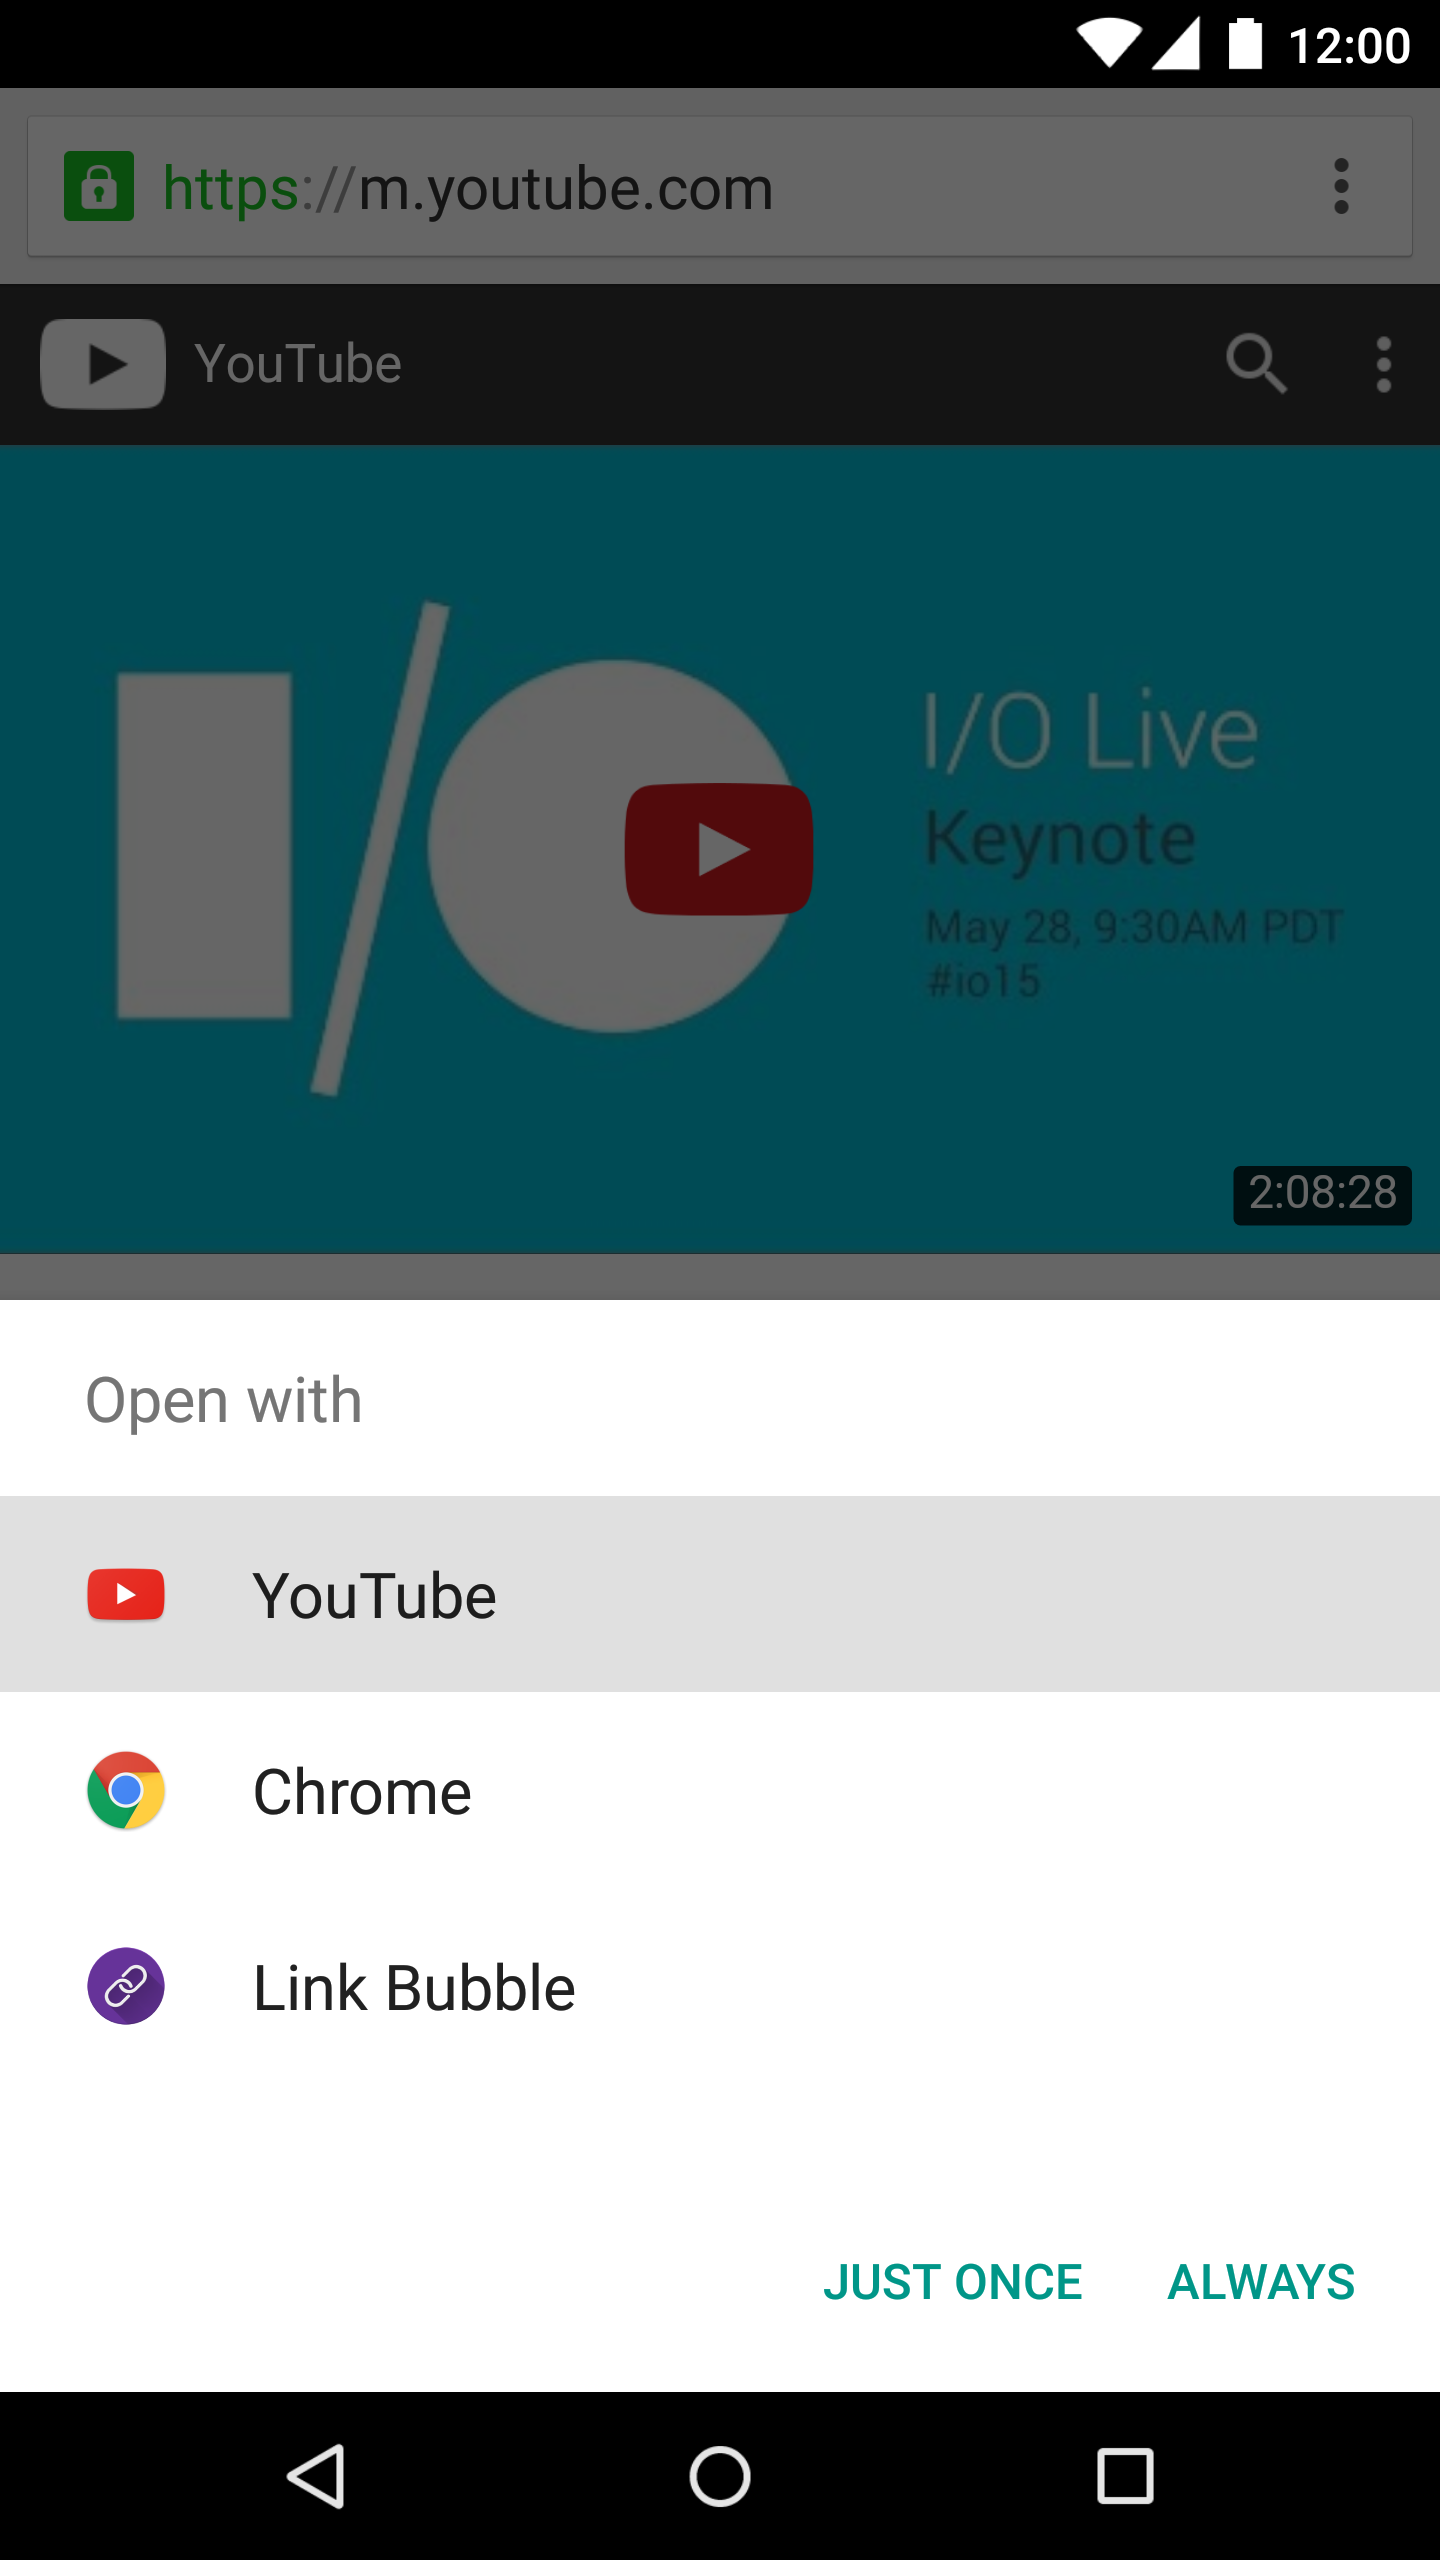 12:00
https://m.youtube.com
YouTube
I/O
I/O Live
Keynote
May 28, 9:30AM PDT
#io15
2:08:28
Open with
YouTube
Chrome
Link Bubble
JUST ONCE ALWAYS